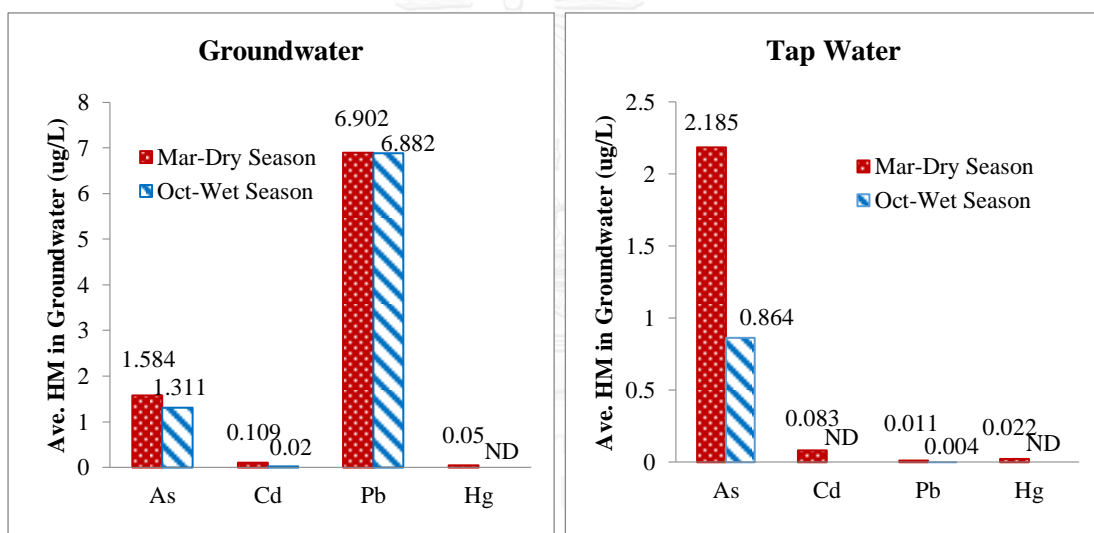 Groundwater
Ave. HM in Groundwater (ug/L)
8
7
6
5
4
3
2
1
0
Mar-Dry Season
Oct-Wet Season
1.584
1.311
0.109
0.02
6.902
6.882
0.05
ND
As
Cd
Pb
Hg
Tap Water
Ave. HM in Groundwater (ug/L)
2.5
2
1.5
1
0.5
0
Mar-Dry Season
Oct-Wet Season
2.185
0.864
0.083
ND
0.011
0.004
0.022
ND
As
Cd
Pb
Hg